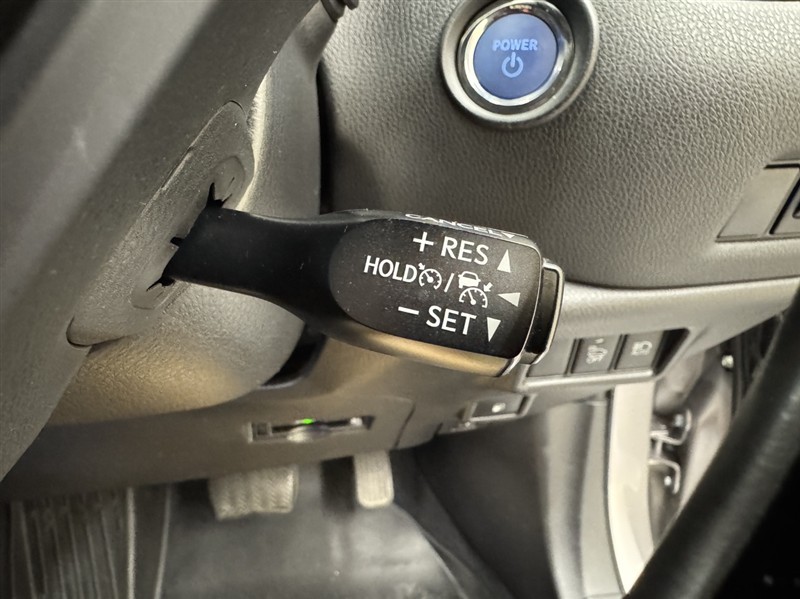 POWER
CANCEL
+ RES ▲
HOLD /
− SET ▼